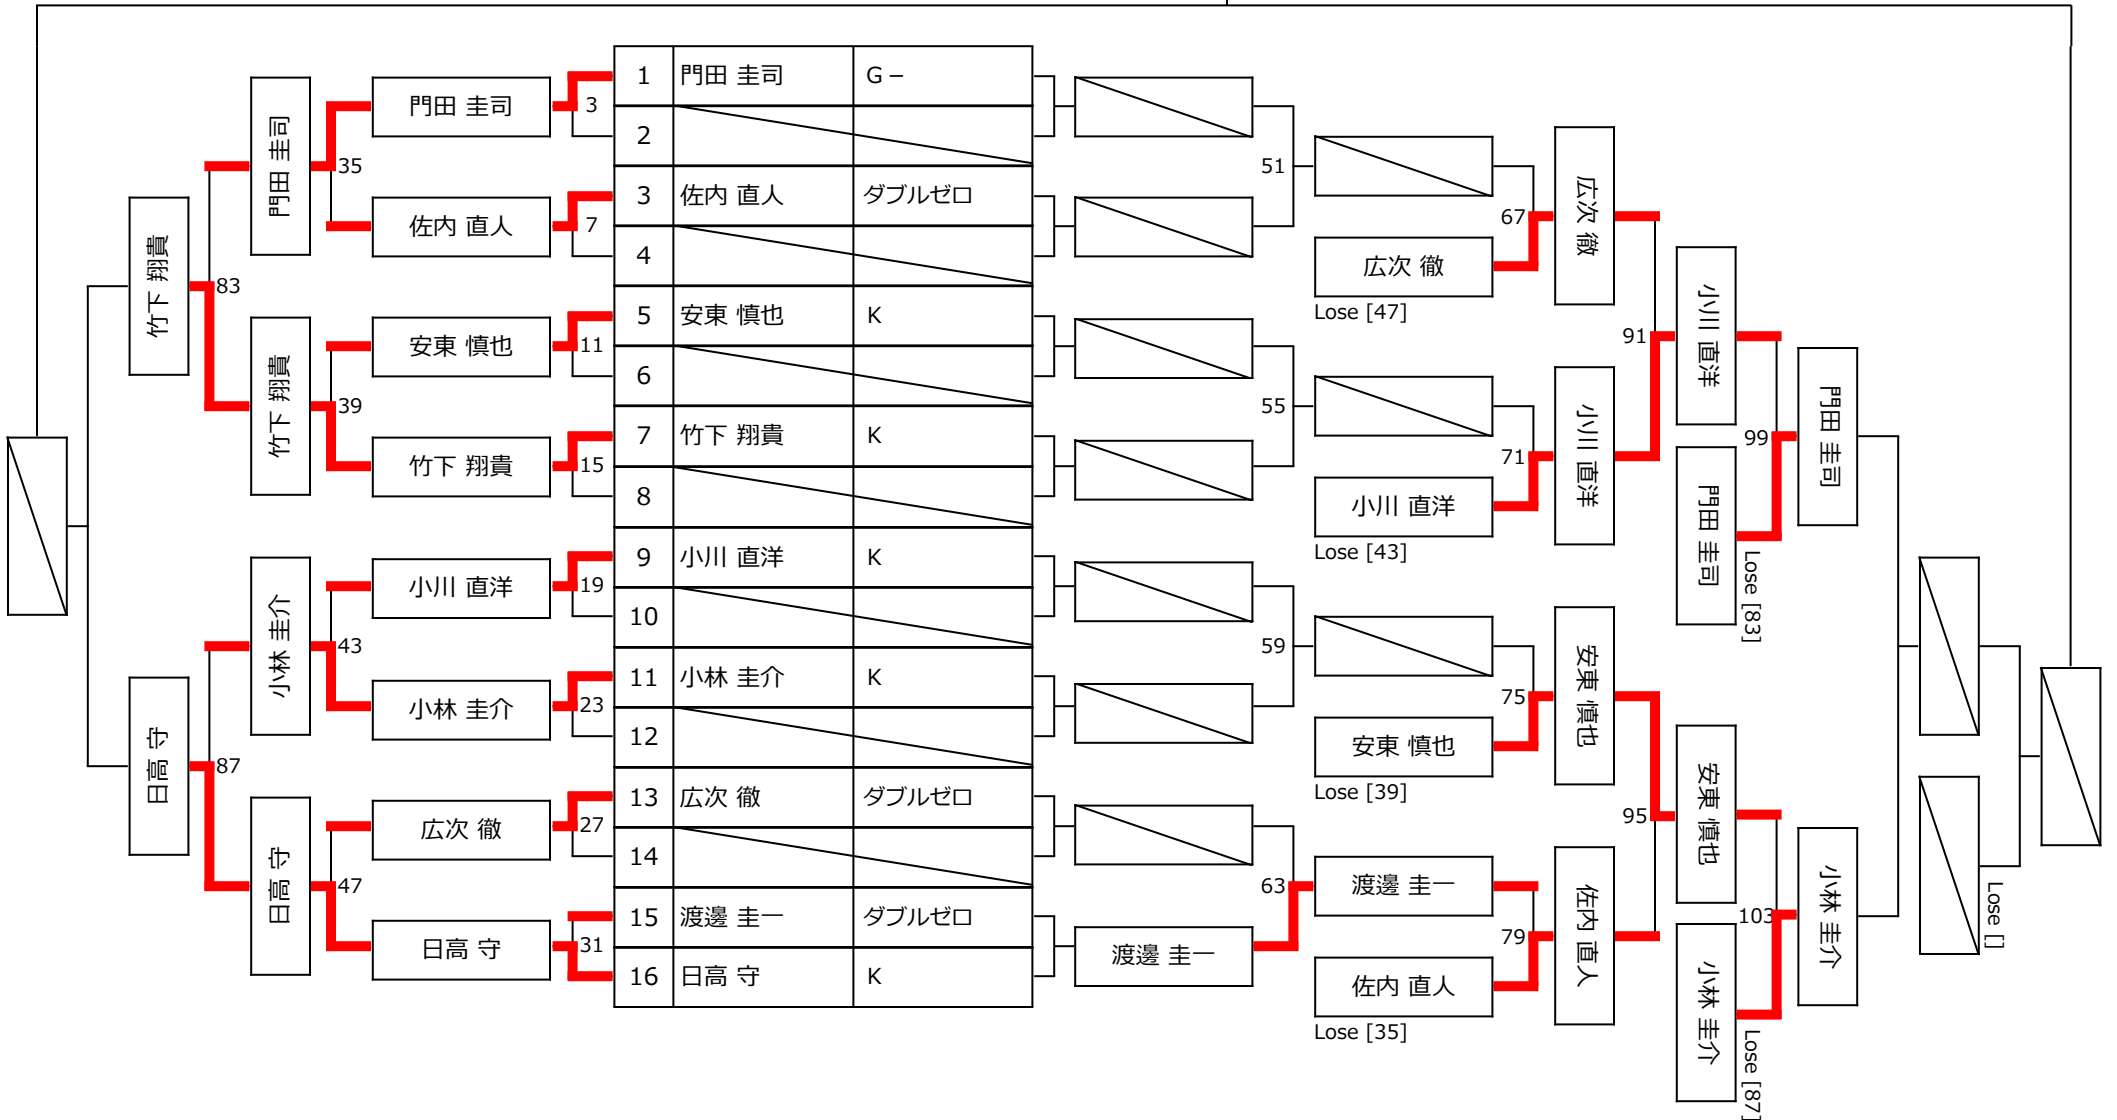 1 門田 圭司 G−
2
3 佐内 直人 ダブルゼロ
4
5 安東 慎也 K
6
7 竹下 翔貴 K
8
9 小川 直洋 K
10
11 小林 圭介 K
12
13 広次 徹 ダブルゼロ
14
15 渡邊 圭一 ダブルゼロ
16 日高 守 K
門田 圭司
3
佐内 直人
7
安東 慎也
11
竹下 翔貴
15
小川 直洋
19
小林 圭介
23
広次 徹
27
日高 守
31
門田 圭司
35
竹下 翔貴
39
小林 圭介
43
日高 守
47
竹下 翔貴
83
日高 守
87
51
55
59
63
渡邊 圭一
67
広次 徹
Lose [47]
71
小川 直洋
Lose [43]
75
安東 慎也
Lose [39]
渡邊 圭一
79
佐内 直人
Lose [35]
広次 徹
91
小川 直洋
安東 慎也
95
佐内 直人
小川 直洋
99
門田 圭司
Lose [83]
安東 慎也
103
小林 圭介
Lose [87]
門田 圭司
小林 圭介
Lose []